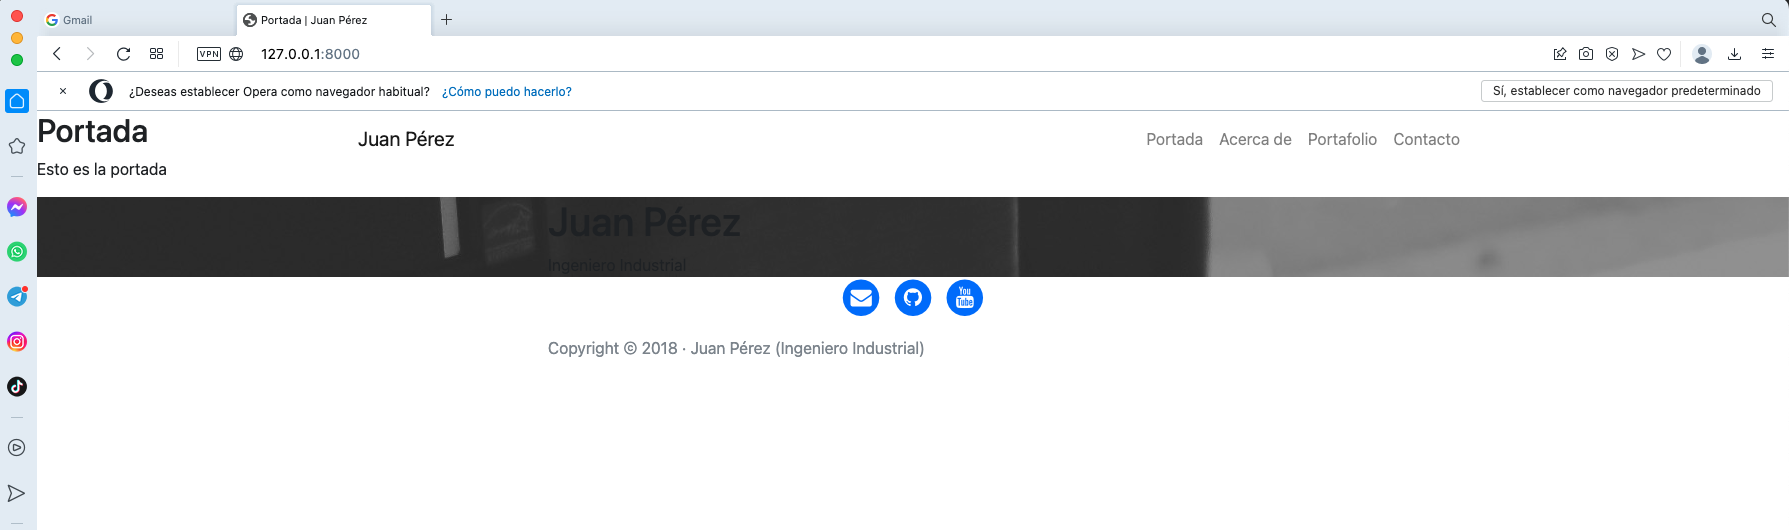 Gmail
Portada | Juan Pérez
VPN
127.0.0.1:8000
¿Deseas establecer Opera como navegador habitual? ¿Cómo puedo hacerlo?
Sí, establecer como navegador predeterminado
Portada
Esto es la portada
Juan Pérez
Portada Acerca de Portafolio Contacto
Juan Pérez
Ingeniero Industrial
You
Tube
Copyright © 2018 · Juan Pérez (Ingeniero Industrial)